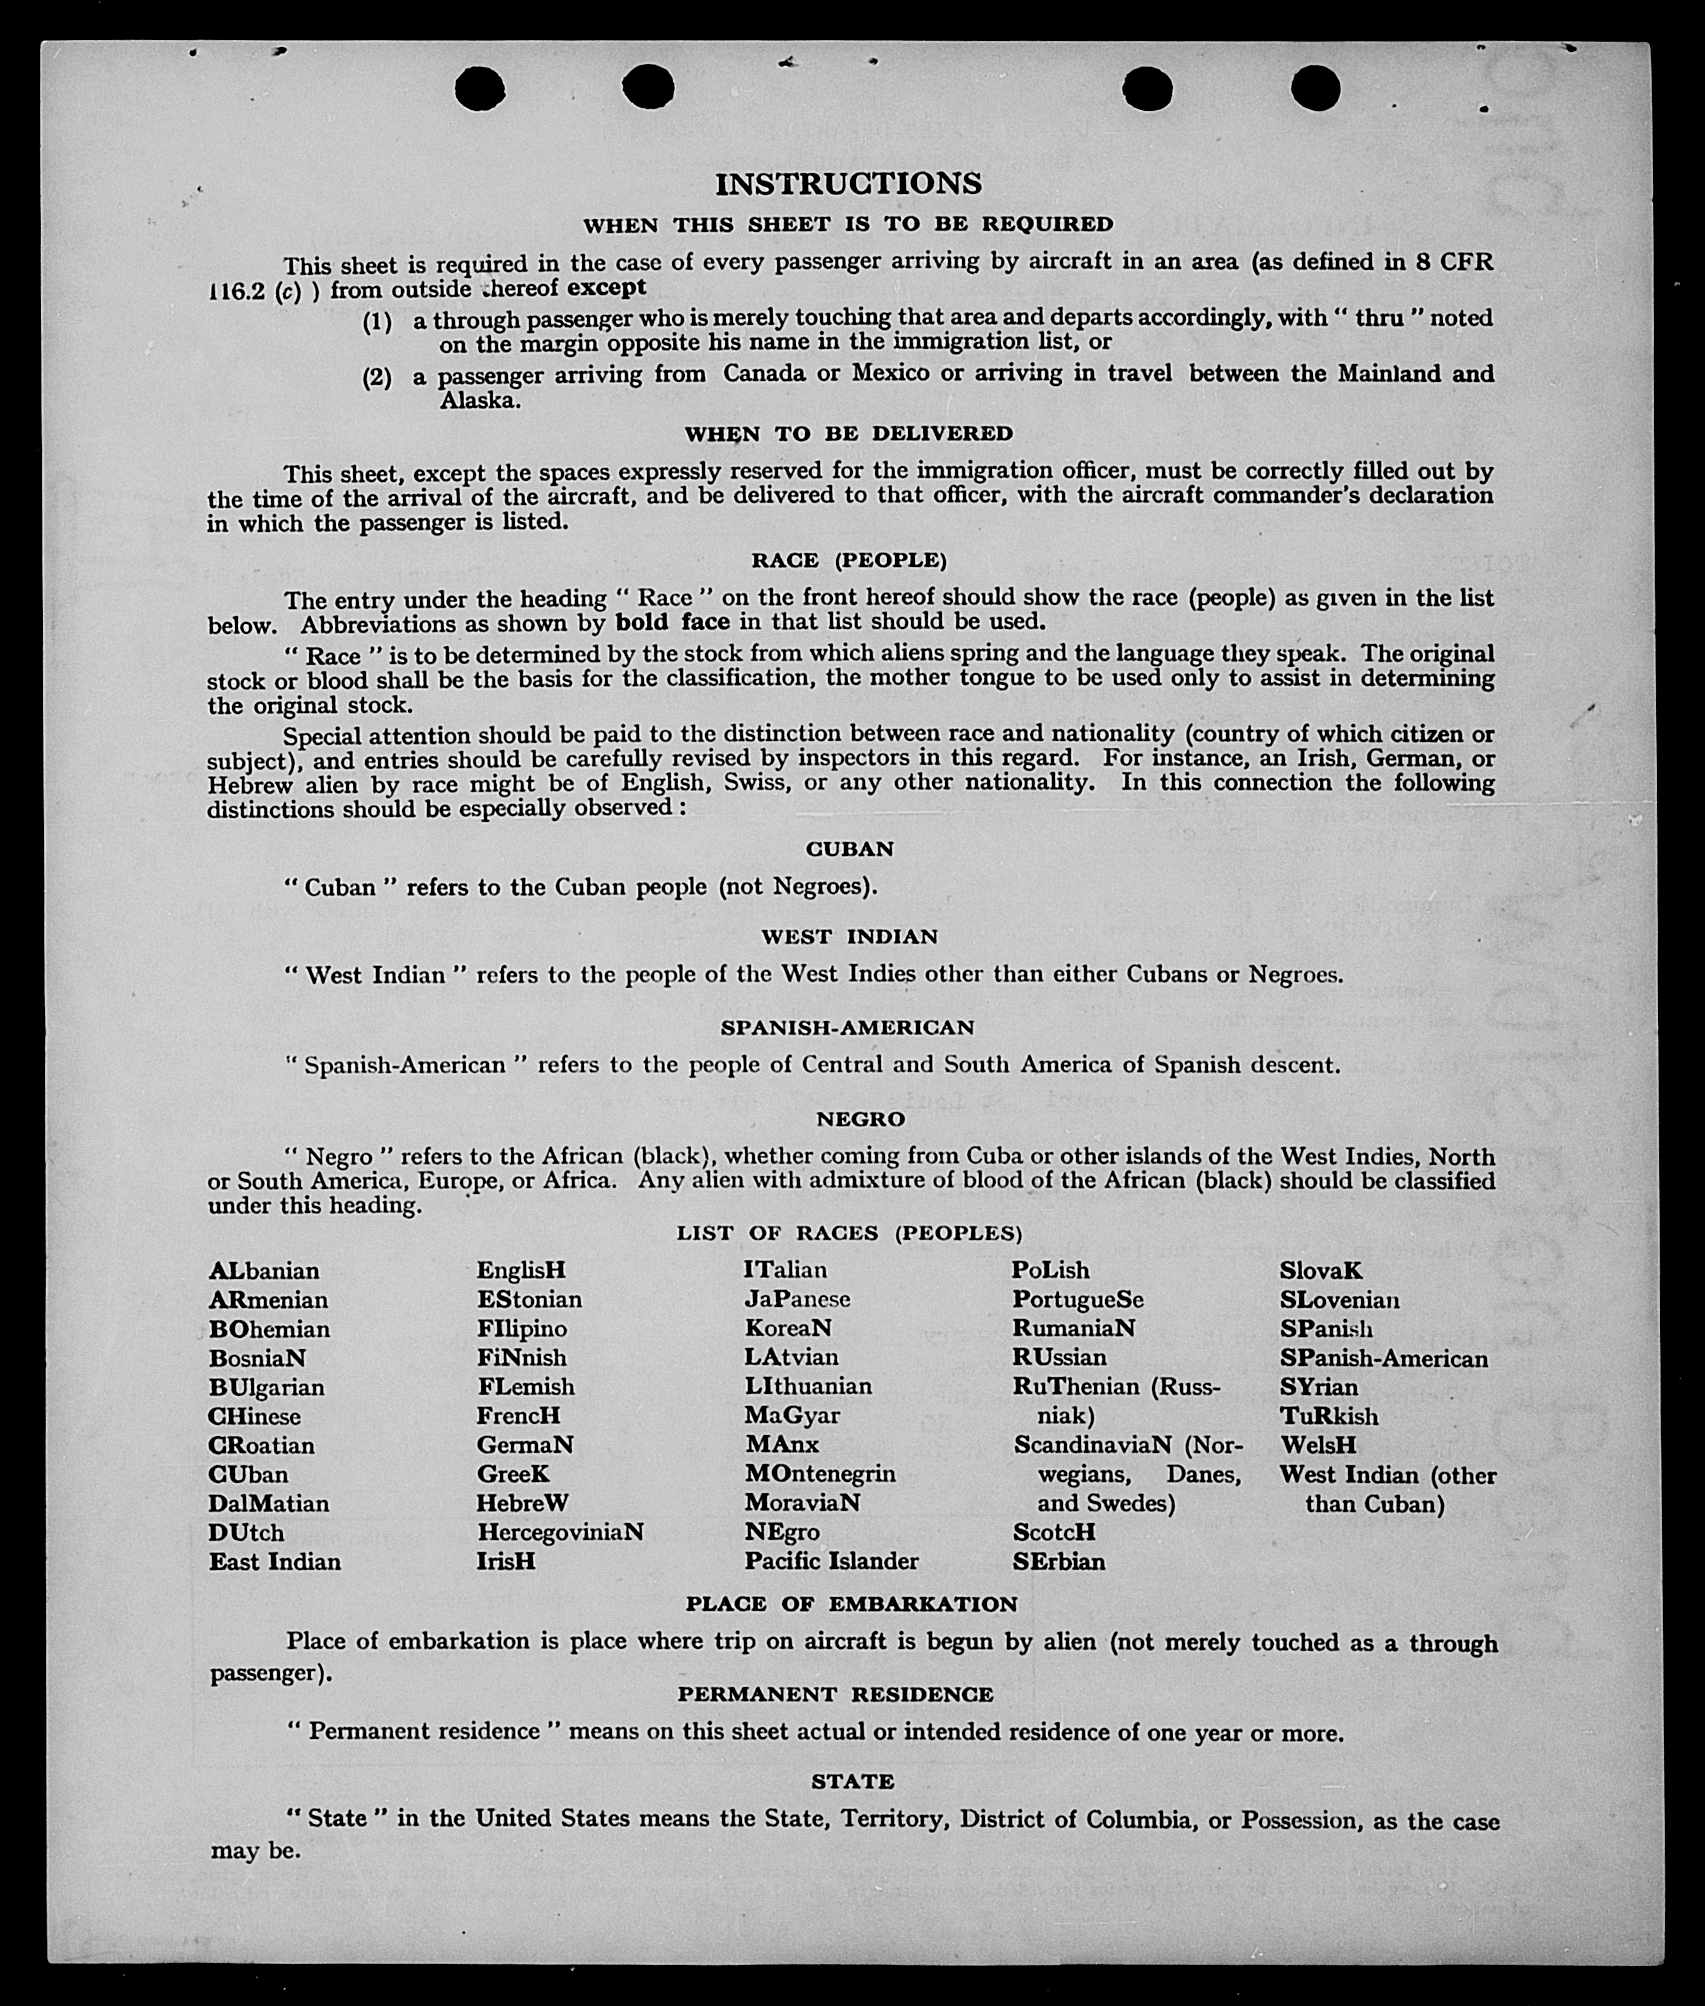 INSTRUCTIONS
WHEN THIS SHEET IS TO BE REQUIRED
This sheet is required in the case of every passenger arriving by aircraft in an area (as defined in 8 CFR
116.2 (c) ) from outside thereof except
(1) a through passenger who is merely touching that area and departs accordingly, with " thru " noted
on the margin opposite his name in the immigration list, or
(2) a passenger arriving from Canada or Mexico or arriving in travel between the Mainland and
Alaska.
WHEN TO BE DELIVERED
This sheet, except the spaces expressly reserved for the immigration officer, must be correctly filled out by
the time of the arrival of the aircraft, and be delivered to that officer, with the aircraft commander's declaration
in which the passenger is listed.
RACE (PEOPLE)
The entry under the heading " Race " on the front hereof should show the race (people) as given in the list
below. Abbreviations as shown by bold face in that list should be used.
" Race " is to be determined by the stock from which aliens spring and the language they speak. The original
stock or blood shall be the basis for the classification, the mother tongue to be used only to assist in determining
the original stock.
Special attention should be paid to the distinction between race and nationality (country of which citizen or
subject), and entries should be carefully revised by inspectors in this regard. For instance, an Irish, German, or
Hebrew alien by race might be of English, Swiss, or any other nationality. In this connection the following
distinctions should be especially observed :
CUBAN
" Cuban " refers to the Cuban people (not Negroes).
WEST INDIAN
" West Indian " refers to the people of the West Indies other than either Cubans or Negroes.
SPANISH-AMERICAN
" Spanish-American " refers to the people of Central and South America of Spanish descent.
NEGRO
" Negro " refers to the African (black), whether coming from Cuba or other islands of the West Indies, North
or South America, Europe, or Africa. Any alien with admixture of blood of the African (black) should be classified
under this heading.
LIST OF RACES (PEOPLES)
ALbanian
ARmenian
BOhemian
BosniaN
BUlgarian
CHinese
CRoatian
CUban
DalMatian
DUtch
East Indian
EnglisH
EStonian
FIlipino
FiNnish
FLemish
FrencH
GermaN
GreeK
HebreW
HercegoviniaN
IrisH
ITalian
JaPanese
KoreaN
LAtvian
LIthuanian
MaGyar
MAnx
MOntenegrin
MoraviaN
NEgro
Pacific Islander
PoLish
PortugueSe
RumaniaN
RUssian
RuThenian (Russ-
niak)
ScandinaviaN (Nor-
wegians, Danes,
and Swedes)
ScotcH
SErbian
SlovaK
SLovenian
SPanish
SPanish-American
SYrian
TuRkish
WelsH
West Indian (other
than Cuban)
PLACE OF EMBARKATION
Place of embarkation is place where trip on aircraft is begun by alien (not merely touched as a through
passenger).
PERMANENT RESIDENCE
" Permanent residence " means on this sheet actual or intended residence of one year or more.
STATE
" State " in the United States means the State, Territory, District of Columbia, or Possession, as the case
may be.